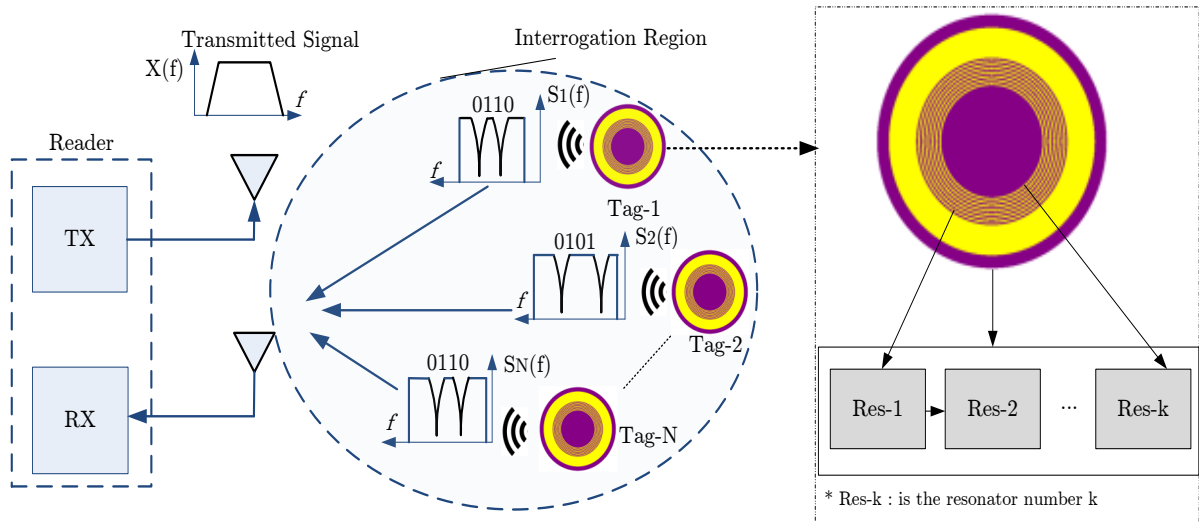 Transmitted Signal
X(f)
f
Interrogation Region
Reader
TX
RX
0110
S1(f)
f
Tag-1
0101
S2(f)
f
Tag-2
0110
SN(f)
f
Tag-N
Res-1
Res-2
...
Res-k
* Res-k : is the resonator number k